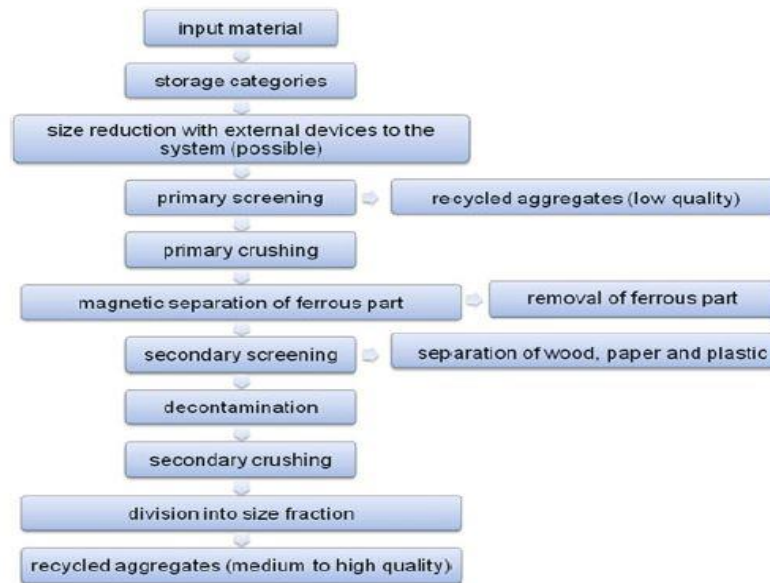 input material
storage categories
size reduction with external devices to the
system (possible)
primary screening
recycled aggregates (low quality)
primary crushing
magnetic separation of ferrous part
removal of ferrous part
secondary screening
separation of wood, paper and plastic
decontamination
secondary crushing
division into size fraction
recycled aggregates (medium to high quality)